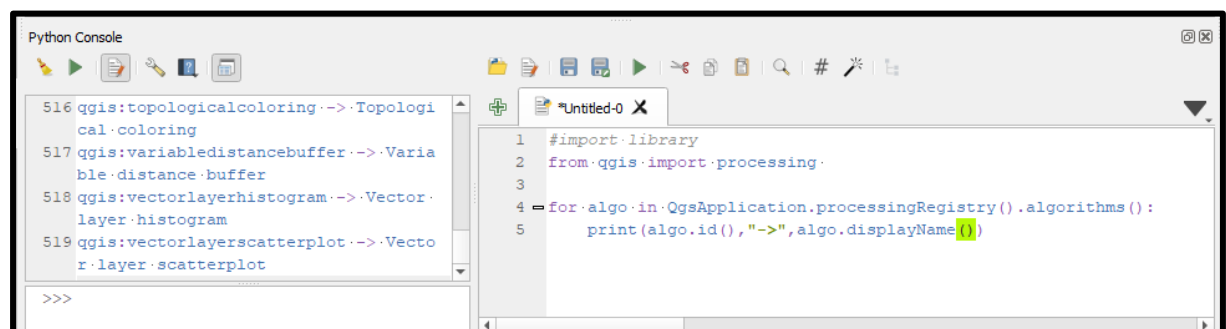 Python Console
516 qgis:topologicalcoloring -> Topologi
cal coloring
517 qgis:variabledistancebuffer -> Varia
ble distance buffer
518 qgis:vectorlayerhistogram -> Vector
layer histogram
519 qgis:vectorlayerscatterplot -> Vecto
r layer scatterplot
>>>
*Untitled-0
1 #import library
2 from qgis import processing
3
4 for algo in QgsApplication.processingRegistry().algorithms():
5 print(algo.id(),"->",algo.displayName())